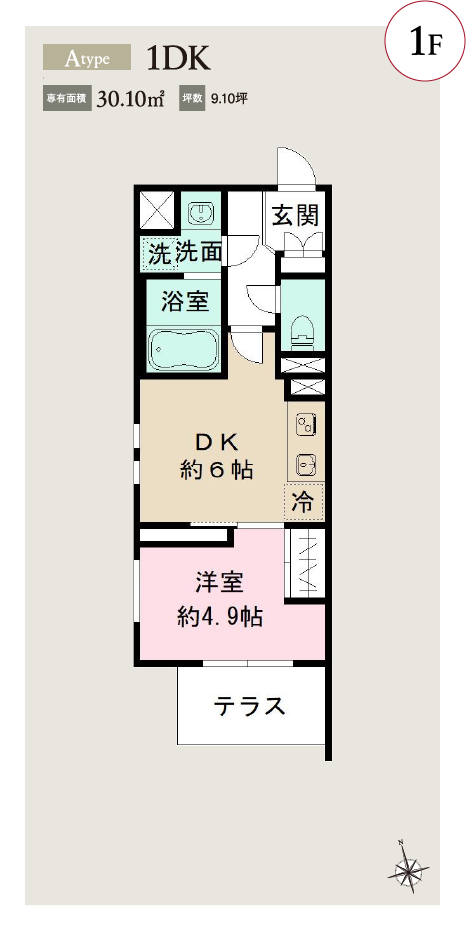 1F
Atype 1DK
専有面積 30.10㎡ 坪数 9.10坪
玄関
洗 洗面
浴室
DK
約6帖
冷
洋室
約4.9帖
テラス
N